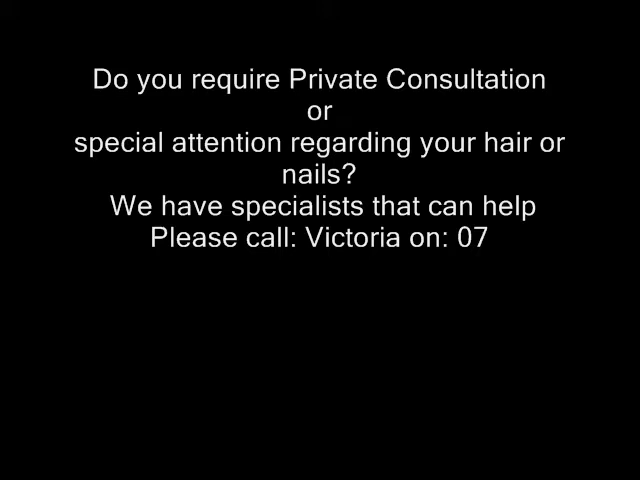 Do you require Private Consultation
or
special attention regarding your hair or
nails?
We have specialists that can help
Please call: Victoria on: 07